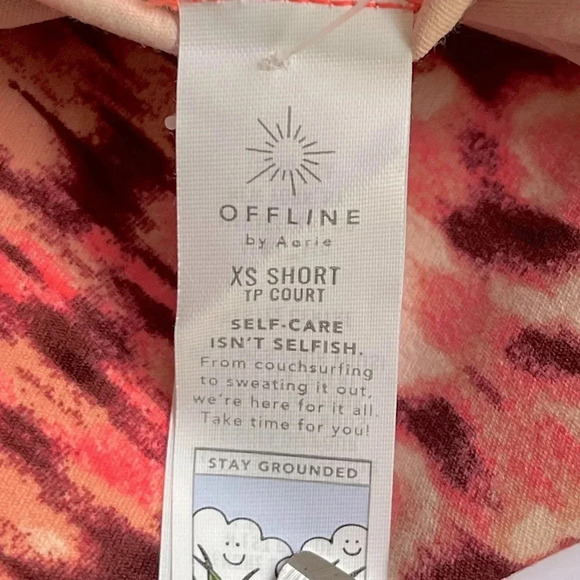 OFFLINE
by Aerie
XS SHORT
TP COURT
SELF-CARE
ISN'T SELFISH.
From couchsurfing
to sweating it out,
we're here for it all.
Take time for you!
STAY GROUNDED